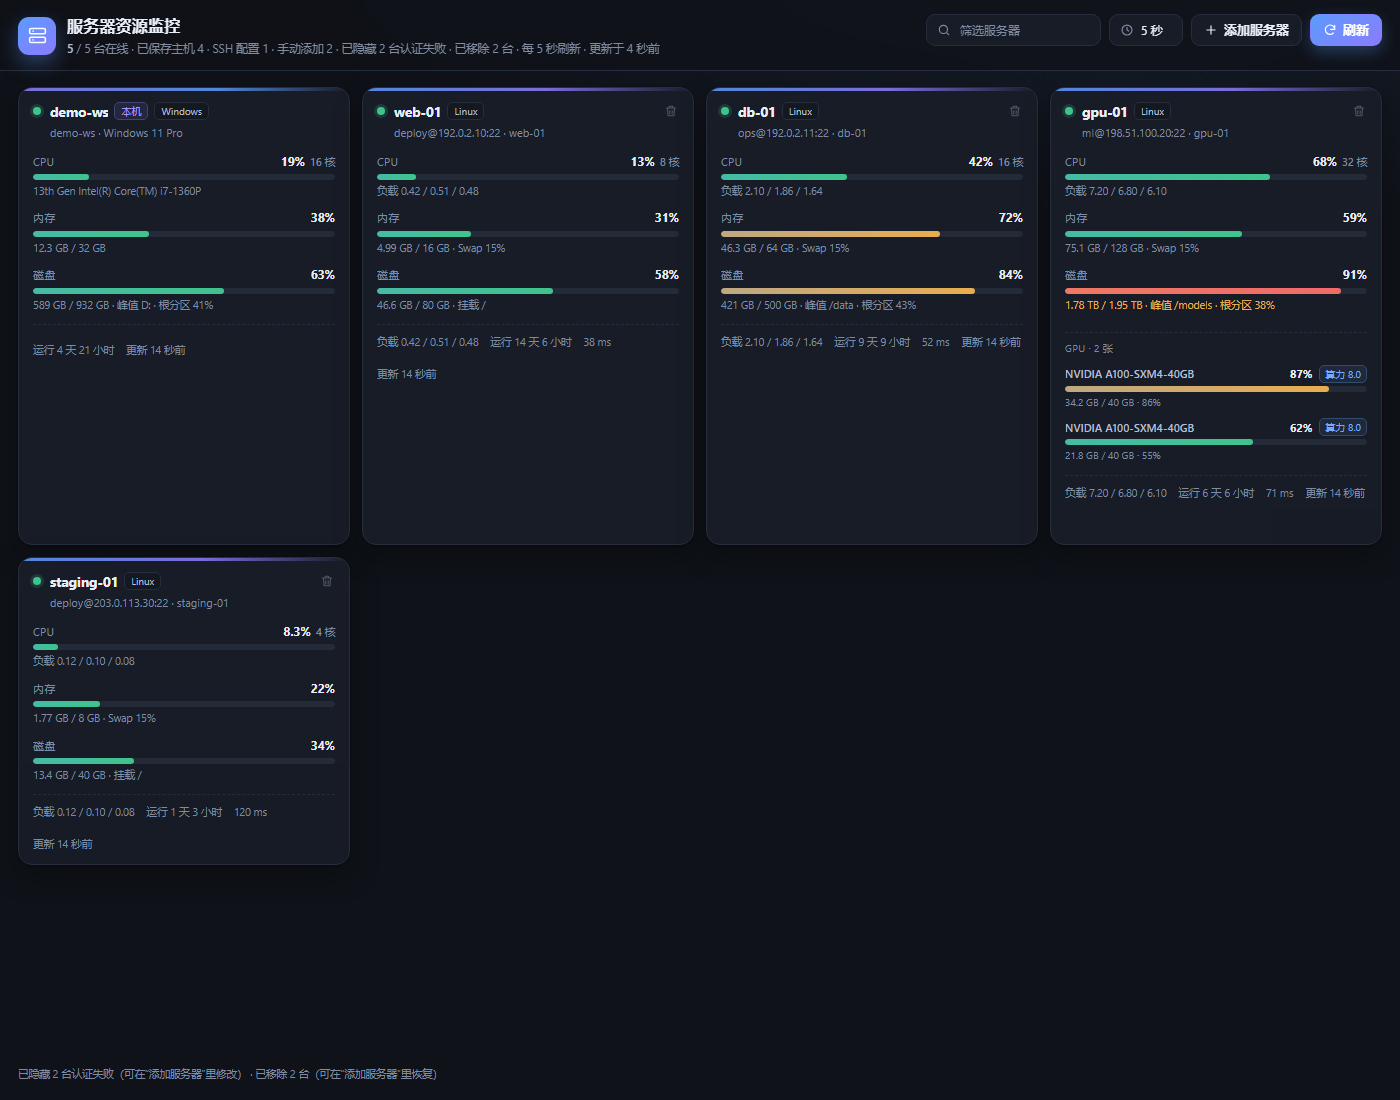 服务器资源监控
5 / 5 台在线 · 已保存主机 4 · SSH 配置 1 · 手动添加 2 · 已隐藏 2 台认证失败 · 已移除 2 台 · 每 5 秒刷新 · 更新于 4 秒前
筛选服务器
5 秒
添加服务器
刷新
demo-ws 本机 Windows
demo-ws · Windows 11 Pro
CPU 19% 16 核
13th Gen Intel(R) Core(TM) i7-1360P
内存 38%
12.3 GB / 32 GB
磁盘 63%
589 GB / 932 GB · 峰值 D: · 根分区 41%
运行 4 天 21 小时 更新 14 秒前
web-01 Linux
deploy@192.0.2.10:22 · web-01
CPU 13% 8 核
负载 0.42 / 0.51 / 0.48
内存 31%
4.99 GB / 16 GB · Swap 15%
磁盘 58%
46.6 GB / 80 GB · 挂载 /
负载 0.42 / 0.51 / 0.48 运行 14 天 6 小时 38 ms
更新 14 秒前
db-01 Linux
ops@192.0.2.11:22 · db-01
CPU 42% 16 核
负载 2.10 / 1.86 / 1.64
内存 72%
46.3 GB / 64 GB · Swap 15%
磁盘 84%
421 GB / 500 GB · 峰值 /data · 根分区 43%
负载 2.10 / 1.86 / 1.64 运行 9 天 9 小时 52 ms 更新 14 秒前
gpu-01 Linux
ml@198.51.100.20:22 · gpu-01
CPU 68% 32 核
负载 7.20 / 6.80 / 6.10
内存 59%
75.1 GB / 128 GB · Swap 15%
磁盘 91%
1.78 TB / 1.95 TB · 峰值 /models · 根分区 38%
GPU · 2 张
NVIDIA A100-SXM4-40GB 87% 算力 8.0
34.2 GB / 40 GB · 86%
NVIDIA A100-SXM4-40GB 62% 算力 8.0
21.8 GB / 40 GB · 55%
负载 7.20 / 6.80 / 6.10 运行 6 天 6 小时 71 ms 更新 14 秒前
staging-01 Linux
deploy@203.0.113.30:22 · staging-01
CPU 8.3% 4 核
负载 0.12 / 0.10 / 0.08
内存 22%
1.77 GB / 8 GB · Swap 15%
磁盘 34%
13.4 GB / 40 GB · 挂载 /
负载 0.12 / 0.10 / 0.08 运行 1 天 3 小时 120 ms
更新 14 秒前
已隐藏 2 台认证失败（可在"添加服务器"里修改） · 已移除 2 台（可在"添加服务器"里恢复）